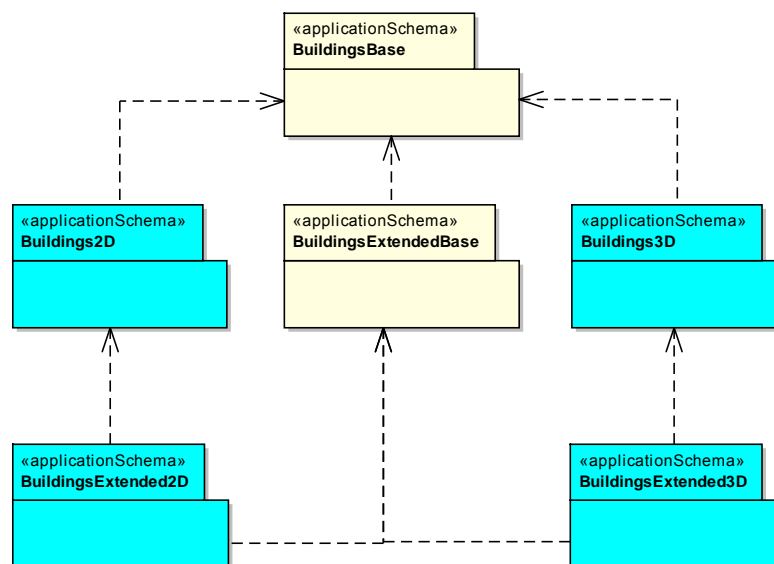 «applicationSchema»
BuildingsBase
«applicationSchema»
Buildings2D
«applicationSchema»
BuildingsExtendedBase
«applicationSchema»
Buildings3D
«applicationSchema»
BuildingsExtended2D
«applicationSchema»
BuildingsExtended3D